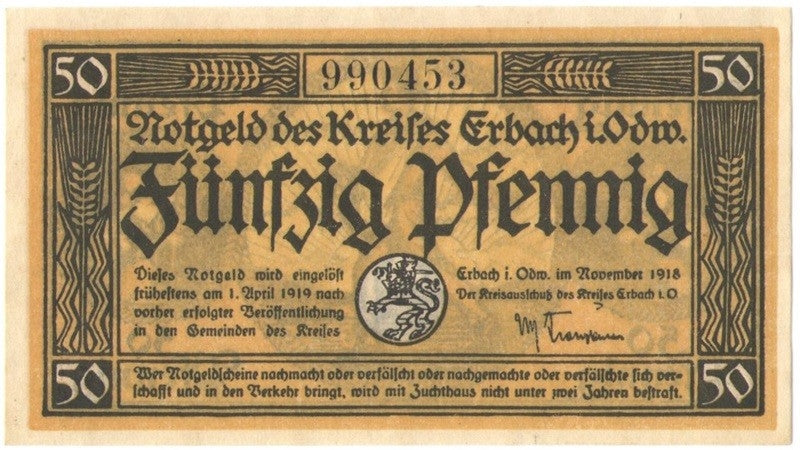 50 990453 50
Notgeld des Kreises Erbach i. Odw.
Fünfzig Pfennig
Dieses Notgeld wird eingelöst
frühestens am 1. April 1919 nach
vorher erfolgter Veröffentlichung
in den Gemeinden des Kreises
Erbach i. Odw. im November 1918
Der Kreisausschuß des Kreises Erbach i. O
50 Wer Notgeldscheine nachmacht oder verfälscht oder nachgemachte oder verfälschte sich ver- 50
schafft und in den Verkehr bringt, wird mit Zuchthaus nicht unter zwei Jahren bestraft.